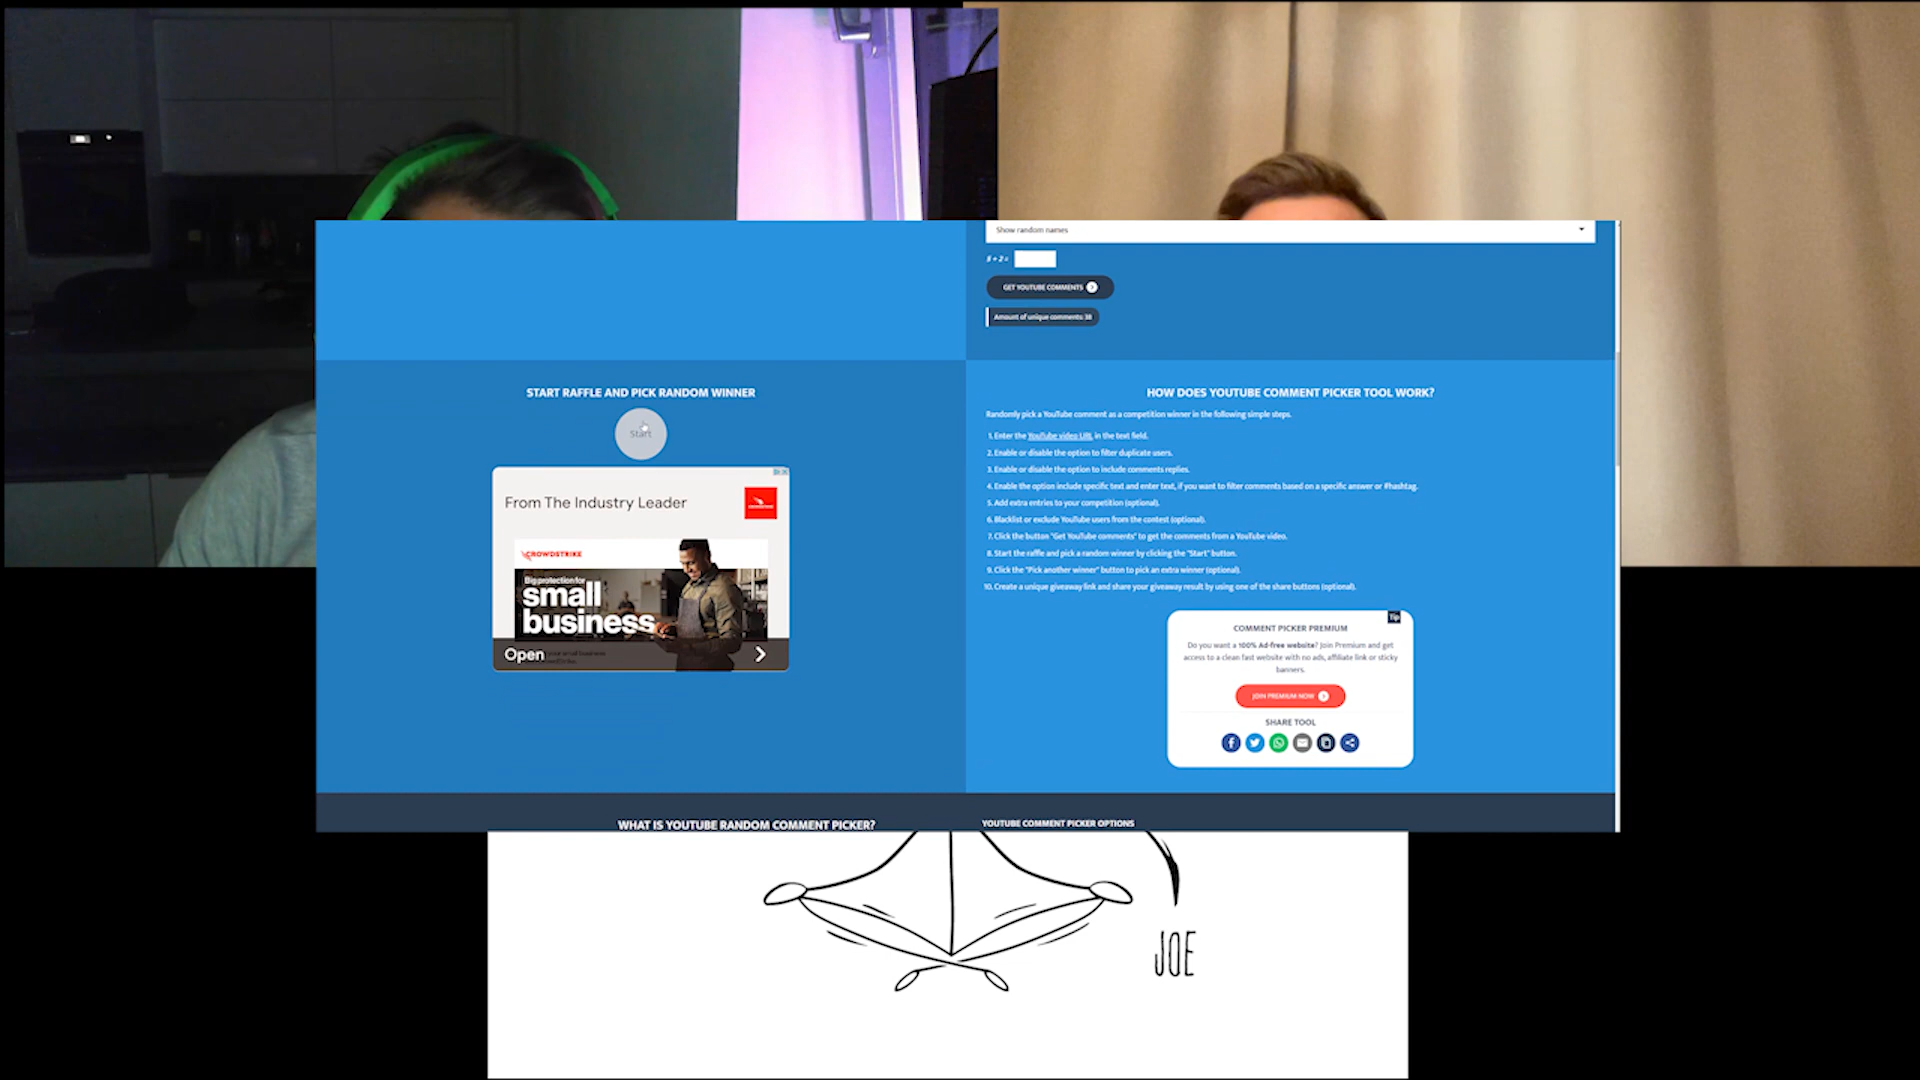 Show random names
GET YOUTUBE COMMENTS
Amount of unique comments: 38
START RAFFLE AND PICK RANDOM WINNER
Start
From The Industry Leader
CROWDSTRIKE
Big protection for
small
business
Open
HOW DOES YOUTUBE COMMENT PICKER TOOL WORK?
Randomly pick a YouTube comment as a competition winner in the following simple steps.
1. Enter the YouTube video URL in the text field.
2. Enable or disable the option to filter duplicate users.
3. Enable or disable the option to include comments replies.
4. Enable the option include specific text and enter text, if you want to filter comments based on a specific answer or #hashtag.
5. Add extra entries to your competition (optional).
6. Blacklist or exclude YouTube users from the contest (optional).
7. Click the button "Get YouTube comments" to get the comments from a YouTube video.
8. Start the raffle and pick a random winner by clicking the "Start" button.
9. Click the "Pick another winner" button to pick an extra winner (optional).
10. Create a unique giveaway link and share your giveaway result by using one of the share buttons (optional).
Tip
COMMENT PICKER PREMIUM
Do you want a 100% Ad-free website? Join Premium and get
access to a clean fast website with no ads, affiliate link or sticky
banners.
JOIN PREMIUM NOW
SHARE TOOL
WHAT IS YOUTUBE RANDOM COMMENT PICKER?
YOUTUBE COMMENT PICKER OPTIONS
JOE